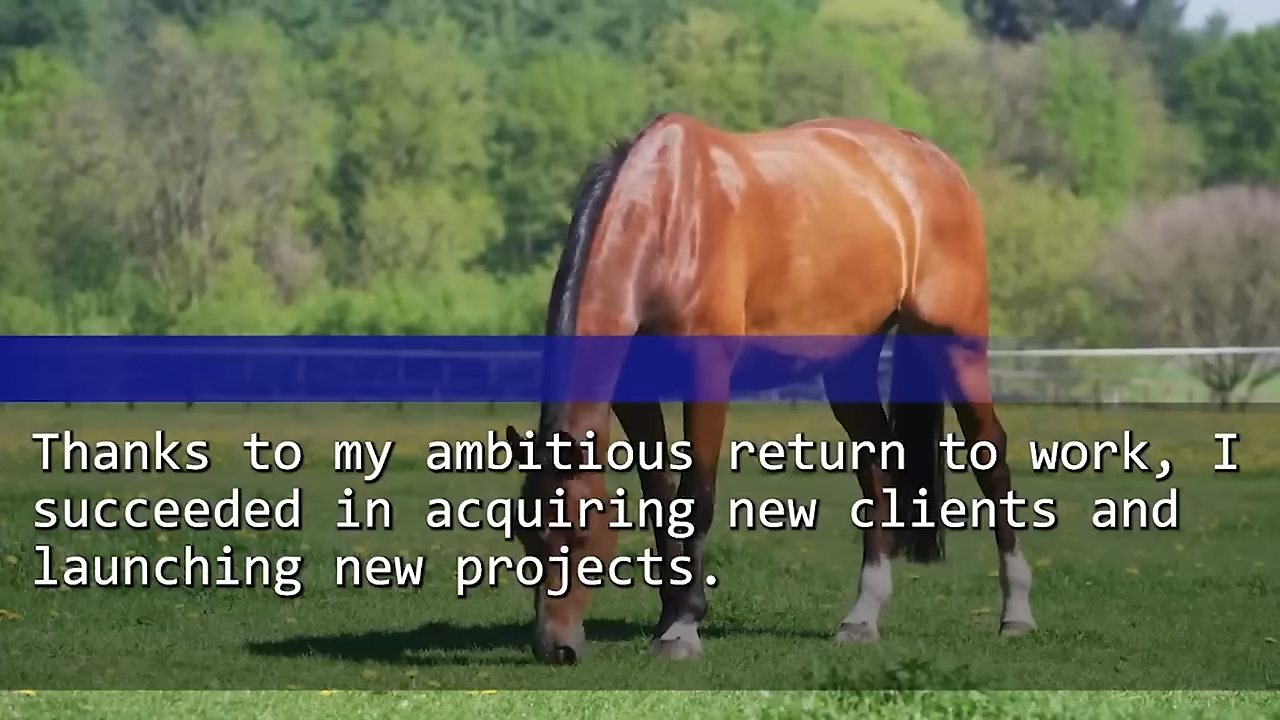 Thanks to my ambitious return to work, I
succeeded in acquiring new clients and
launching new projects.